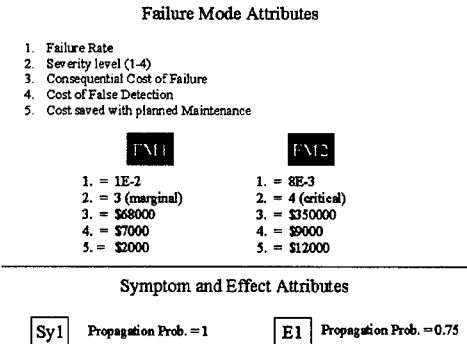 Failure Mode Attributes
1. Failure Rate
2. Severity level (1-4)
3. Consequential Cost of Failure
4. Cost of False Detection
5. Cost saved with planned Maintenance
FM1 FM2
1. = 1E-2 1. = 8E-3
2. = 3 (marginal) 2. = 4 (critical)
3. = $68000 3. = $350000
4. = $7000 4. = $9000
5. = $2000 5. = $12000
Symptom and Effect Attributes
Sy1 Propagation Prob. = 1 E1 Propagation Prob. = 0.75